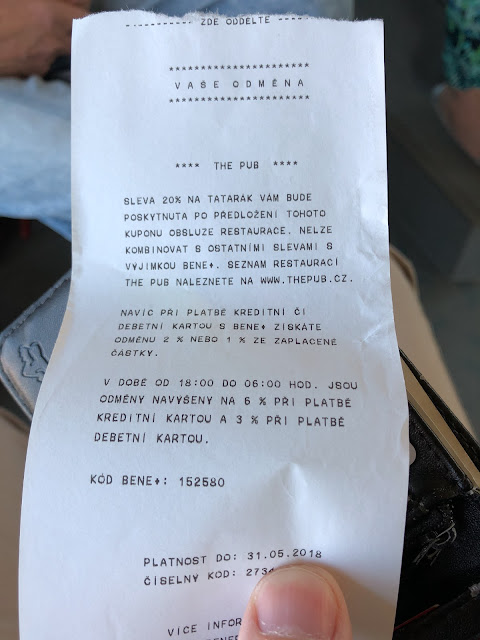 ----------- ZDE ODDĚLTE -----------
**********************
VAŠE ODMĚNA
**********************
**** THE PUB ****
SLEVA 20% NA TATARÁK VÁM BUDE
POSKYTNUTA PO PŘEDLOŽENÍ TOHOTO
KUPONU OBSLUZE RESTAURACE. NELZE
KOMBINOVAT S OSTATNÍMI SLEVAMI S
VÝJIMKOU BENE+. SEZNAM RESTAURACÍ
THE PUB NALEZNETE NA WWW.THEPUB.CZ.
NAVÍC PŘI PLATBĚ KREDITNÍ ČI
DEBETNÍ KARTOU S BENE+ ZÍSKÁTE
ODMĚNU 2 % NEBO 1 % ZE ZAPLACENÉ
ČÁSTKY.
V DOBĚ OD 18:00 DO 06:00 HOD. JSOU
ODMĚNY NAVÝŠENY NA 6 % PŘI PLATBĚ
KREDITNÍ KARTOU A 3 % PŘI PLATBĚ
DEBETNÍ KARTOU.
KÓD BENE+: 152580
PLATNOST DO: 31.05.2018
ČÍSELNÝ KÓD: 273
VÍCE INFOR